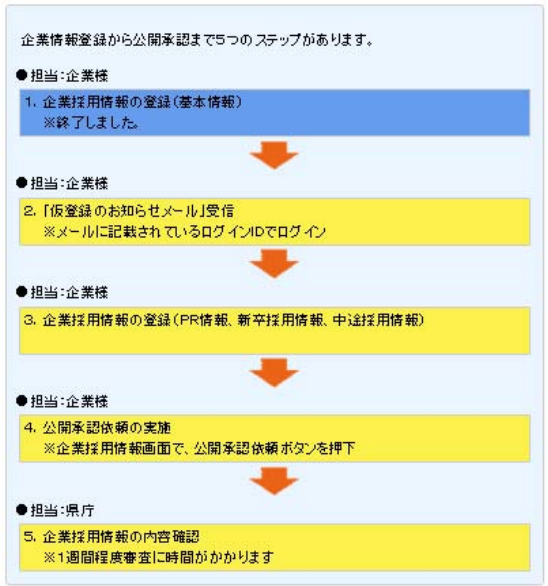 企業情報登録から公開承認まで5つのステップがあります。
●担当:企業様
1. 企業採用情報の登録(基本情報)
※終了しました。
●担当:企業様
2. 「仮登録のお知らせメール」受信
※メールに記載されているログインIDでログイン
●担当:企業様
3. 企業採用情報の登録(PR情報、新卒採用情報、中途採用情報)
●担当:企業様
4. 公開承認依頼の実施
※企業採用情報画面で、公開承認依頼ボタンを押下
●担当:県庁
5. 企業採用情報の内容確認
※1週間程度審査に時間がかかります